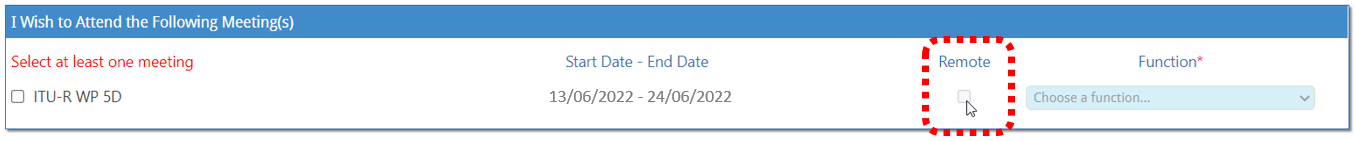 I Wish to Attend the Following Meeting(s)
Select at least one meeting Start Date - End Date Remote Function*
ITU-R WP 5D 13/06/2022 - 24/06/2022 Choose a function...